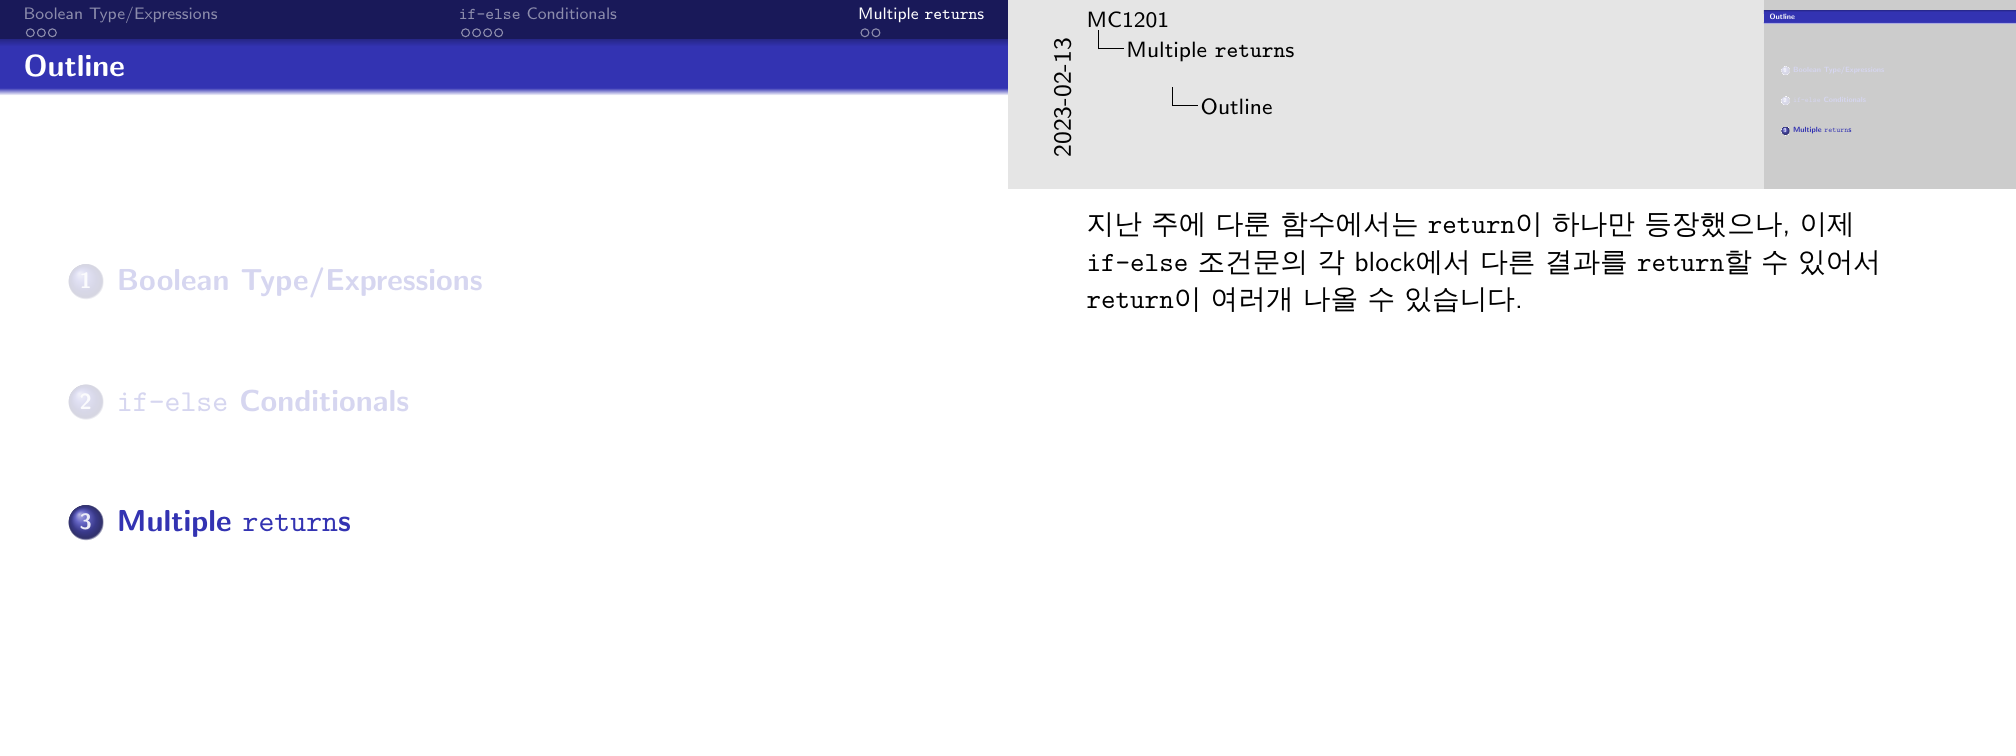 Boolean Type/Expressions
if-else Conditionals
Multiple returns
Outline
1 Boolean Type/Expressions
2 if-else Conditionals
3 Multiple returns
2023-02-13
MC1201
Multiple returns
Outline
Outline
Boolean Type/Expressions
if-else Conditionals
Multiple returns
지난 주에 다룬 함수에서는 return이 하나만 등장했으나, 이제
if-else 조건문의 각 block에서 다른 결과를 return할 수 있어서
return이 여러개 나올 수 있습니다.